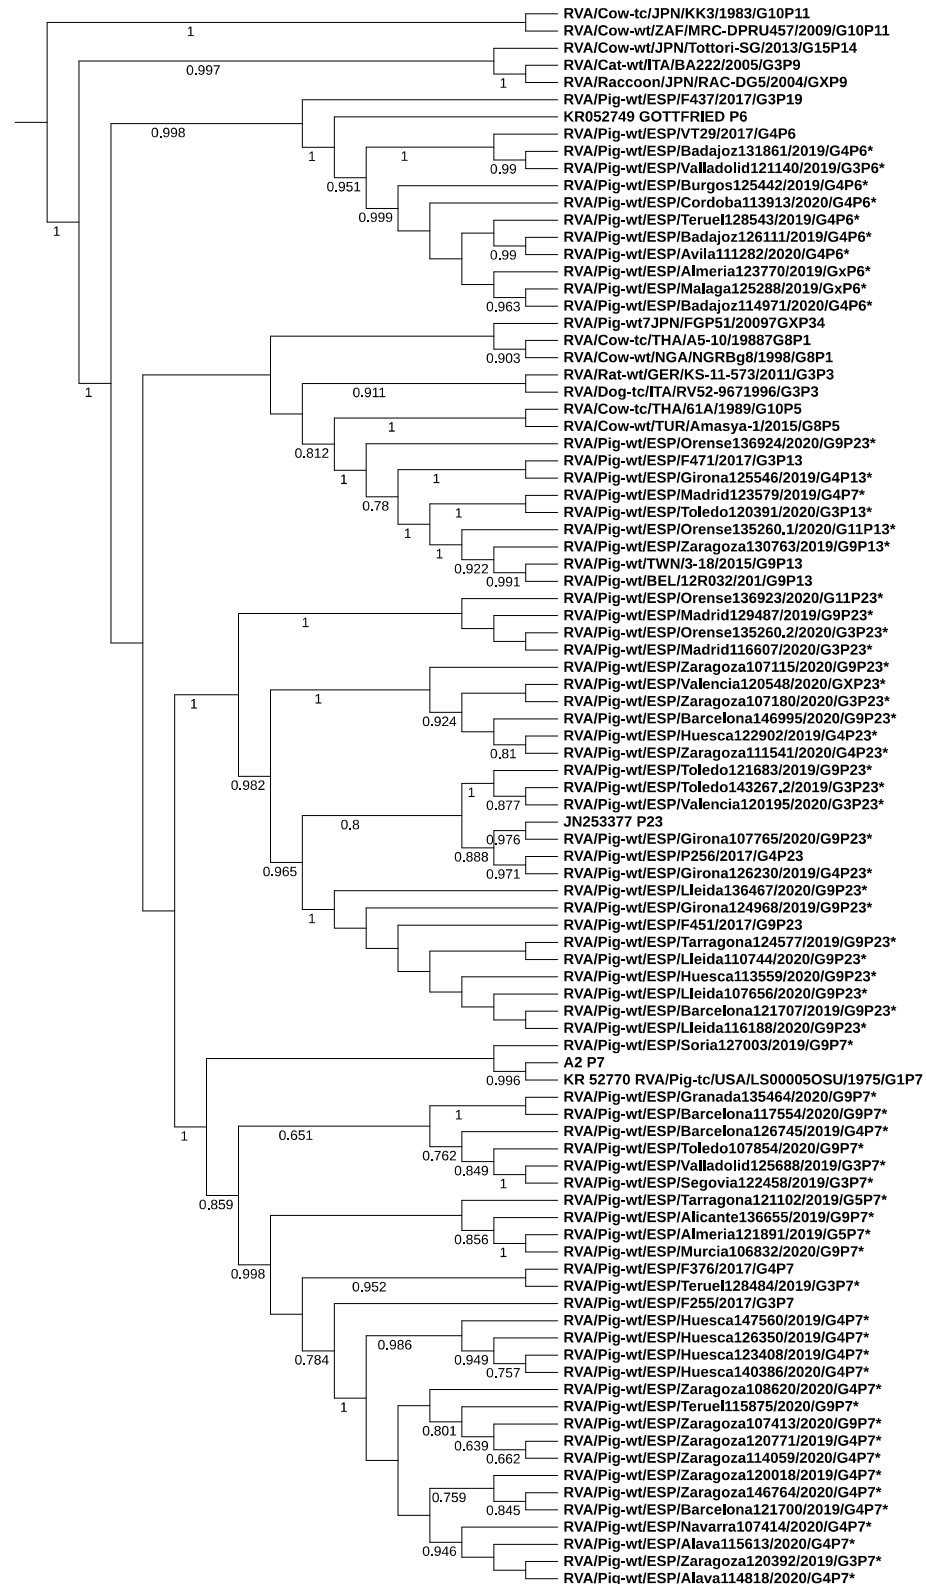 RVA/Cow-tc/JPN/KK3/1983/G10P11
1
RVA/Cow-wt/ZAF/MRC-DPRU457/2009/G10P11
RVA/Cow-wt/JPN/Tottori-SG/2013/G15P14
0.997
RVA/Cat-wt/ITA/BA222/2005/G3P9
1
RVA/Raccoon/JPN/RAC-DG5/2004/GXP9
RVA/Pig-wt/ESP/F437/2017/G3P19
KR052749 GOTTFRIED P6
0.998
RVA/Pig-wt/ESP/VT29/2017/G4P6
1
1
RVA/Pig-wt/ESP/Badajoz131861/2019/G4P6*
0.99
RVA/Pig-wt/ESP/Valladolid121140/2019/G3P6*
0.951
RVA/Pig-wt/ESP/Burgos125442/2019/G4P6*
RVA/Pig-wt/ESP/Cordoba113913/2020/G4P6*
0.999
RVA/Pig-wt/ESP/Teruel128543/2019/G4P6*
1
RVA/Pig-wt/ESP/Badajoz126111/2019/G4P6*
0.99
RVA/Pig-wt/ESP/Avila111282/2020/G4P6*
RVA/Pig-wt/ESP/Almeria123770/2019/GxP6*
RVA/Pig-wt/ESP/Malaga125288/2019/GxP6*
0.963
RVA/Pig-wt/ESP/Badajoz114971/2020/G4P6*
RVA/Pig-wt7JPN/FGP51/20097GXP34
RVA/Cow-tc/THA/A5-10/19887G8P1
0.903
RVA/Cow-wt/NGA/NGRBg8/1998/G8P1
RVA/Rat-wt/GER/KS-11-573/2011/G3P3
1
0.911
RVA/Dog-tc/ITA/RV52-9671996/G3P3
RVA/Cow-tc/THA/61A/1989/G10P5
1
RVA/Cow-wt/TUR/Amasya-1/2015/G8P5
0.812
RVA/Pig-wt/ESP/Orense136924/2020/G9P23*
RVA/Pig-wt/ESP/F471/2017/G3P13
1
1
RVA/Pig-wt/ESP/Girona125546/2019/G4P13*
RVA/Pig-wt/ESP/Madrid123579/2019/G4P7*
0.78
1
RVA/Pig-wt/ESP/Toledo120391/2020/G3P13*
RVA/Pig-wt/ESP/Orense135260.1/2020/G11P13*
1
RVA/Pig-wt/ESP/Zaragoza130763/2019/G9P13*
1
RVA/Pig-wt/TWN/3-18/2015/G9P13
0.922
RVA/Pig-wt/BEL/12R032/201/G9P13
0.991
RVA/Pig-wt/ESP/Orense136923/2020/G11P23*
RVA/Pig-wt/ESP/Madrid129487/2019/G9P23*
1
RVA/Pig-wt/ESP/Orense135260.2/2020/G3P23*
RVA/Pig-wt/ESP/Madrid116607/2020/G3P23*
RVA/Pig-wt/ESP/Zaragoza107115/2020/G9P23*
RVA/Pig-wt/ESP/Valencia120548/2020/GXP23*
1
1
RVA/Pig-wt/ESP/Zaragoza107180/2020/G3P23*
RVA/Pig-wt/ESP/Barcelona146995/2020/G9P23*
0.924
RVA/Pig-wt/ESP/Huesca122902/2019/G4P23*
0.81
RVA/Pig-wt/ESP/Zaragoza111541/2020/G4P23*
RVA/Pig-wt/ESP/Toledo121683/2019/G9P23*
0.982
RVA/Pig-wt/ESP/Toledo143267.2/2019/G3P23*
1
0.877
RVA/Pig-wt/ESP/Valencia120195/2020/G3P23*
JN253377 P23
0.8
RVA/Pig-wt/ESP/Girona107765/2020/G9P23*
0.976
RVA/Pig-wt/ESP/P256/2017/G4P23
0.888
RVA/Pig-wt/ESP/Girona126230/2019/G4P23*
0.965
0.971
RVA/Pig-wt/ESP/Lleida136467/2020/G9P23*
RVA/Pig-wt/ESP/Girona124968/2019/G9P23*
1
RVA/Pig-wt/ESP/F451/2017/G9P23
RVA/Pig-wt/ESP/Tarragona124577/2019/G9P23*
RVA/Pig-wt/ESP/Lleida110744/2020/G9P23*
RVA/Pig-wt/ESP/Huesca113559/2020/G9P23*
RVA/Pig-wt/ESP/Lleida107656/2020/G9P23*
RVA/Pig-wt/ESP/Barcelona121707/2019/G9P23*
RVA/Pig-wt/ESP/Lleida116188/2020/G9P23*
RVA/Pig-wt/ESP/Soria127003/2019/G9P7*
A2 P7
0.996
KR 52770 RVA/Pig-tc/USA/LS00005OSU/1975/G1P7
RVA/Pig-wt/ESP/Granada135464/2020/G9P7*
1
RVA/Pig-wt/ESP/Barcelona117554/2020/G9P7*
1
0.651
RVA/Pig-wt/ESP/Barcelona126745/2019/G4P7*
RVA/Pig-wt/ESP/Toledo107854/2020/G9P7*
0.762
RVA/Pig-wt/ESP/Valladolid125688/2019/G3P7*
0.849
RVA/Pig-wt/ESP/Segovia122458/2019/G3P7*
1
RVA/Pig-wt/ESP/Tarragona121102/2019/G5P7*
0.859
RVA/Pig-wt/ESP/Alicante136655/2019/G9P7*
RVA/Pig-wt/ESP/Almeria121891/2019/G5P7*
0.856
RVA/Pig-wt/ESP/Murcia106832/2020/G9P7*
1
RVA/Pig-wt/ESP/F376/2017/G4P7
0.998
RVA/Pig-wt/ESP/Teruel128484/2019/G3P7*
0.952
RVA/Pig-wt/ESP/F255/2017/G3P7
RVA/Pig-wt/ESP/Huesca147560/2019/G4P7*
RVA/Pig-wt/ESP/Huesca126350/2019/G4P7*
0.986
RVA/Pig-wt/ESP/Huesca123408/2019/G4P7*
0.784
0.949
RVA/Pig-wt/ESP/Huesca140386/2020/G4P7*
0.757
RVA/Pig-wt/ESP/Zaragoza108620/2020/G4P7*
1
RVA/Pig-wt/ESP/Teruel115875/2020/G9P7*
RVA/Pig-wt/ESP/Zaragoza107413/2020/G9P7*
0.801
RVA/Pig-wt/ESP/Zaragoza120771/2019/G4P7*
0.639
RVA/Pig-wt/ESP/Zaragoza114059/2020/G4P7*
0.662
RVA/Pig-wt/ESP/Zaragoza120018/2019/G4P7*
RVA/Pig-wt/ESP/Zaragoza146764/2020/G4P7*
0.759
RVA/Pig-wt/ESP/Barcelona121700/2019/G4P7*
0.845
RVA/Pig-wt/ESP/Navarra107414/2020/G4P7*
RVA/Pig-wt/ESP/Alava115613/2020/G4P7*
0.946
RVA/Pig-wt/ESP/Zaragoza120392/2019/G3P7*
RVA/Pig-wt/ESP/Alava114818/2020/G4P7*